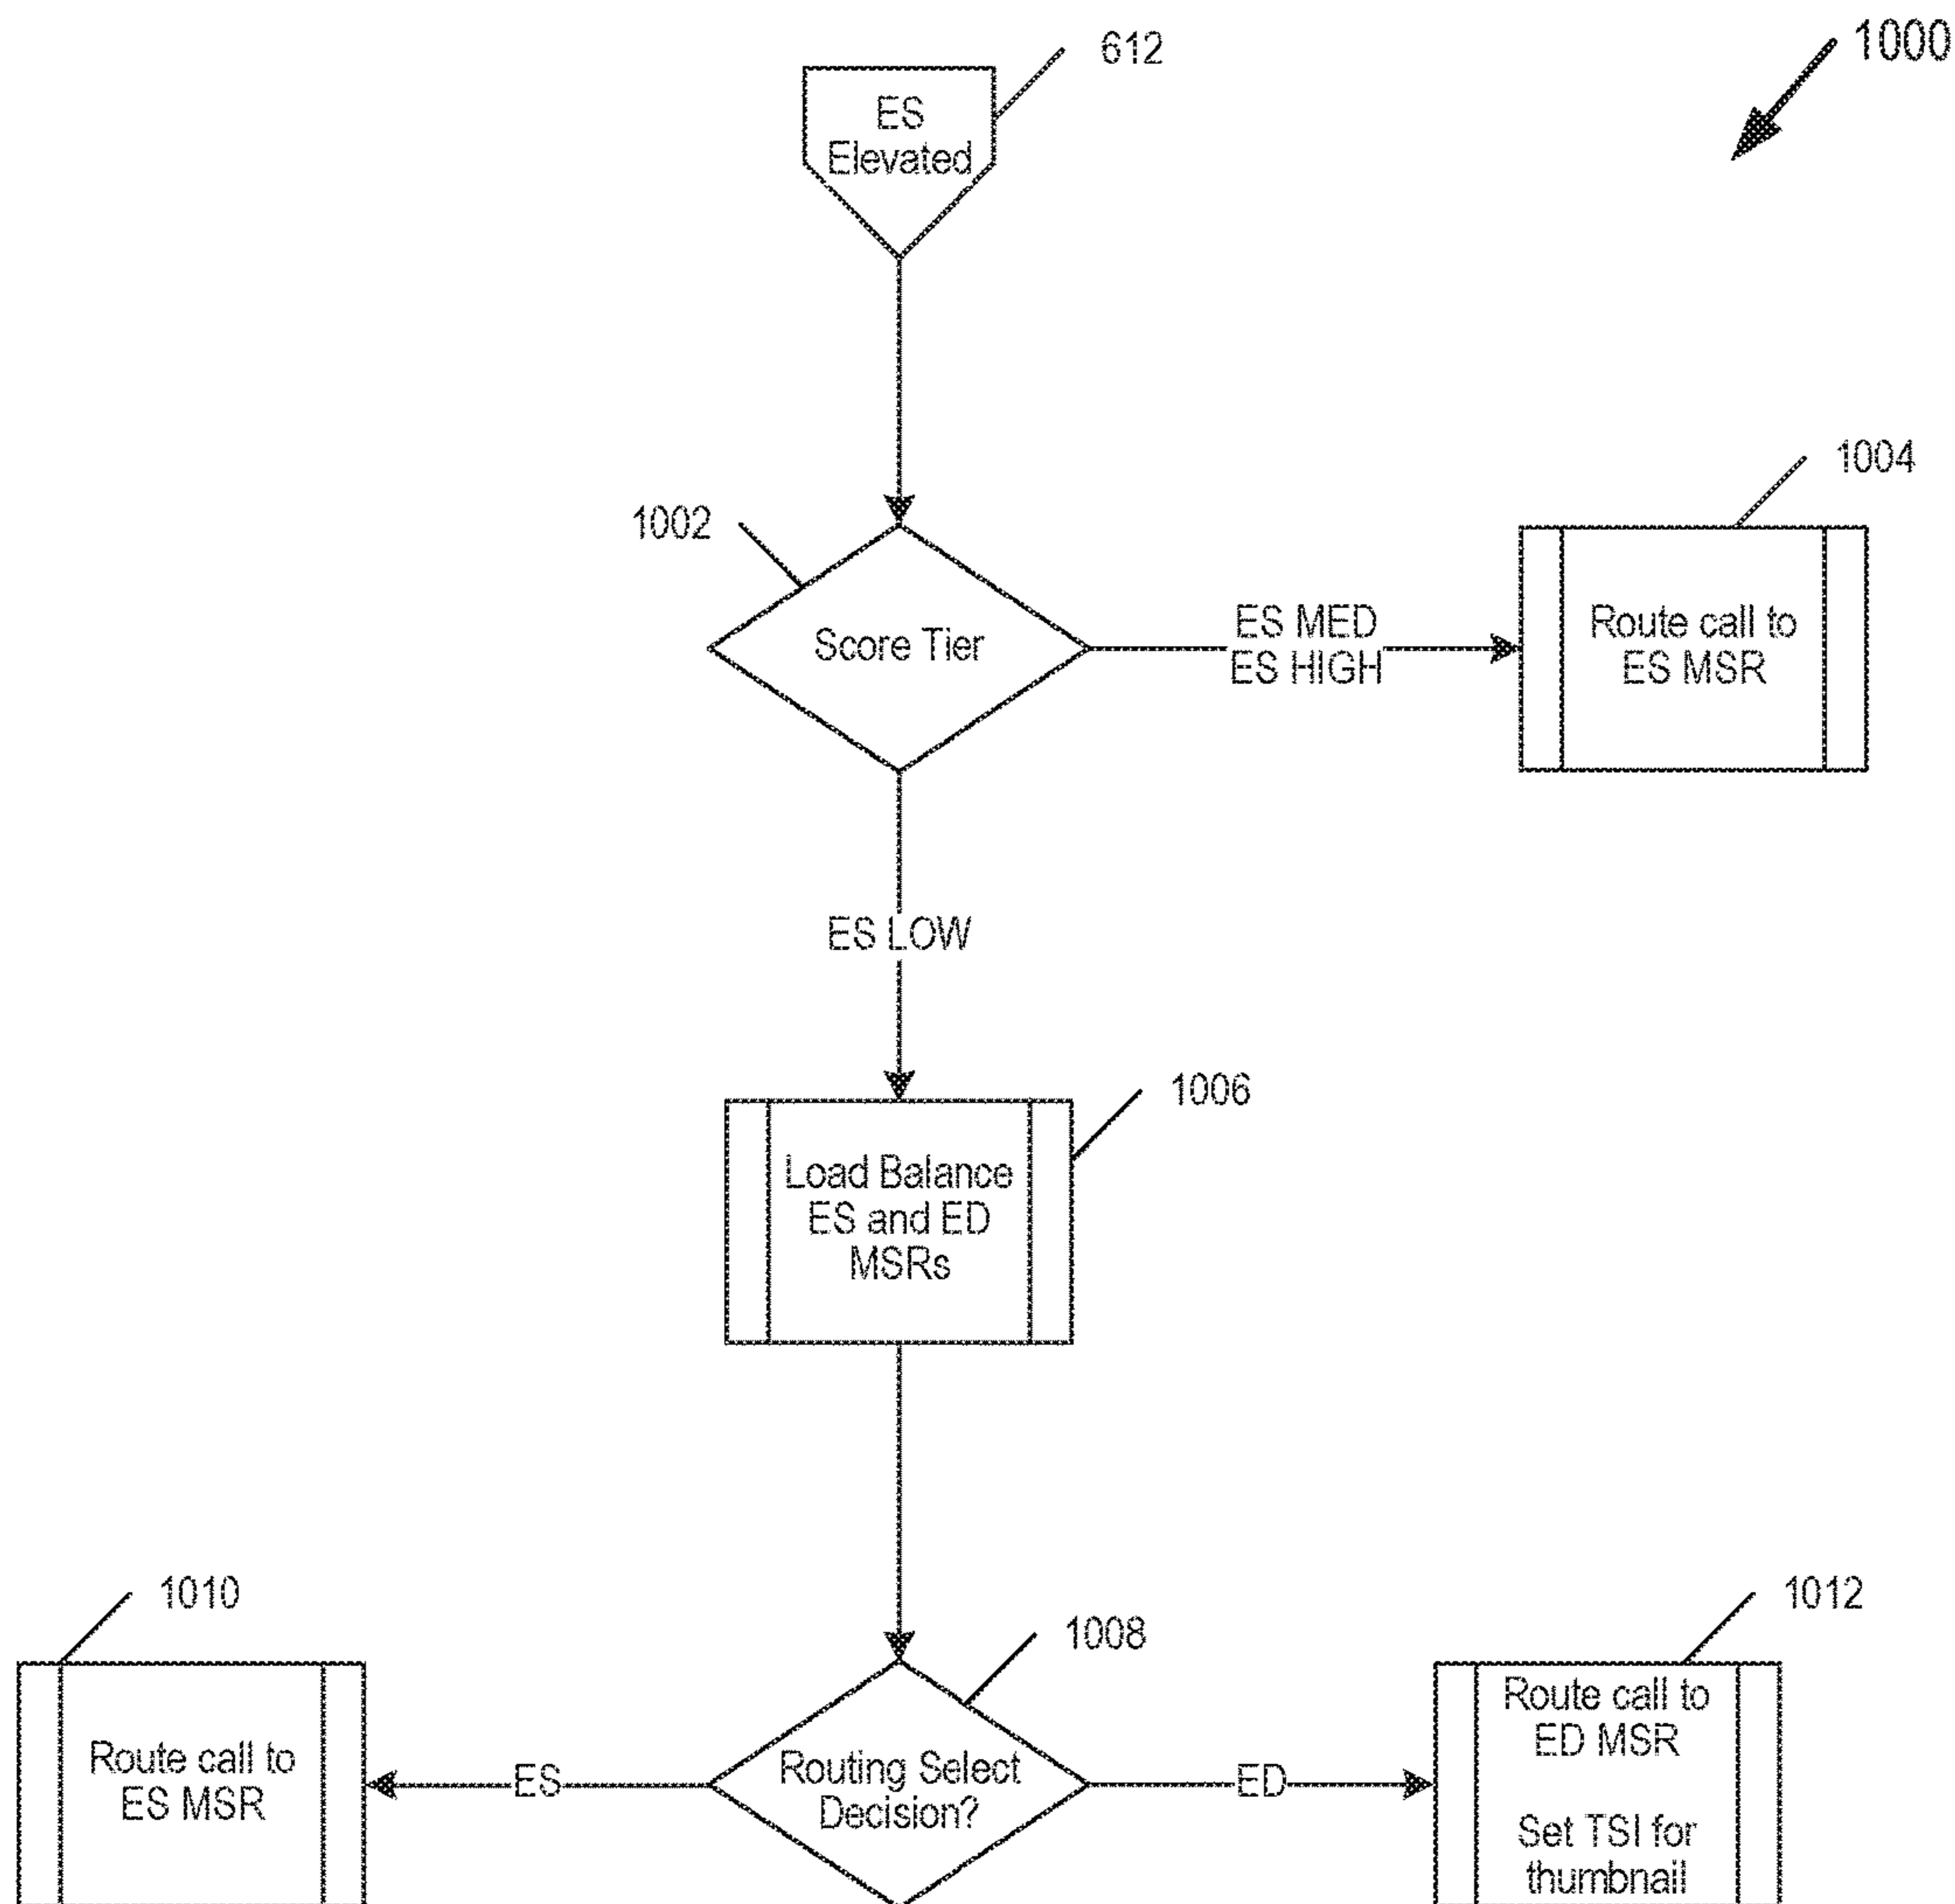 1000
612
ES
Elevated
1004
1002
Score Tier
ES MED
ES HIGH
Route call to
ES MSR
ES LOW
1006
Load Balance
ES and ED
MSRs
1010
1008
1012
Route call to
ES MSR
ES
Routing Select
Decision?
ED
Route call to
ED MSR
Set TSI for
thumbnail